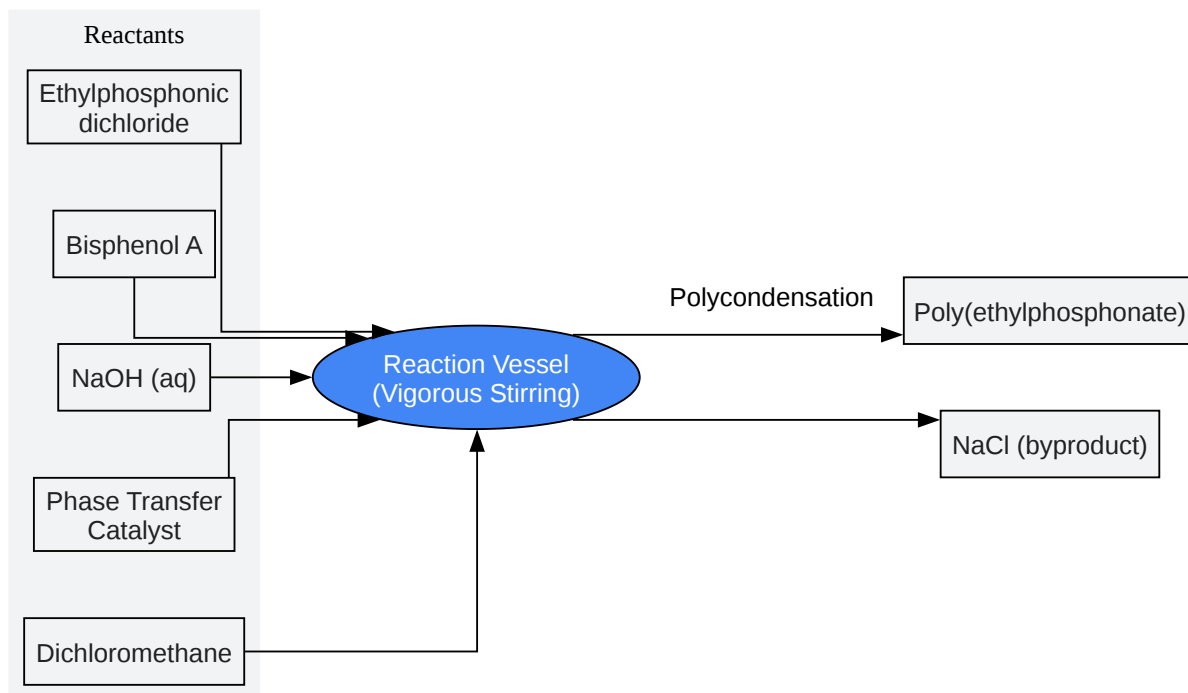 Reactants
Ethylphosphonic
dichloride
Bisphenol A
NaOH (aq)
Phase Transfer
Catalyst
Dichloromethane
Reaction Vessel
(Vigorous Stirring)
Polycondensation
Poly(ethylphosphonate)
NaCl (byproduct)